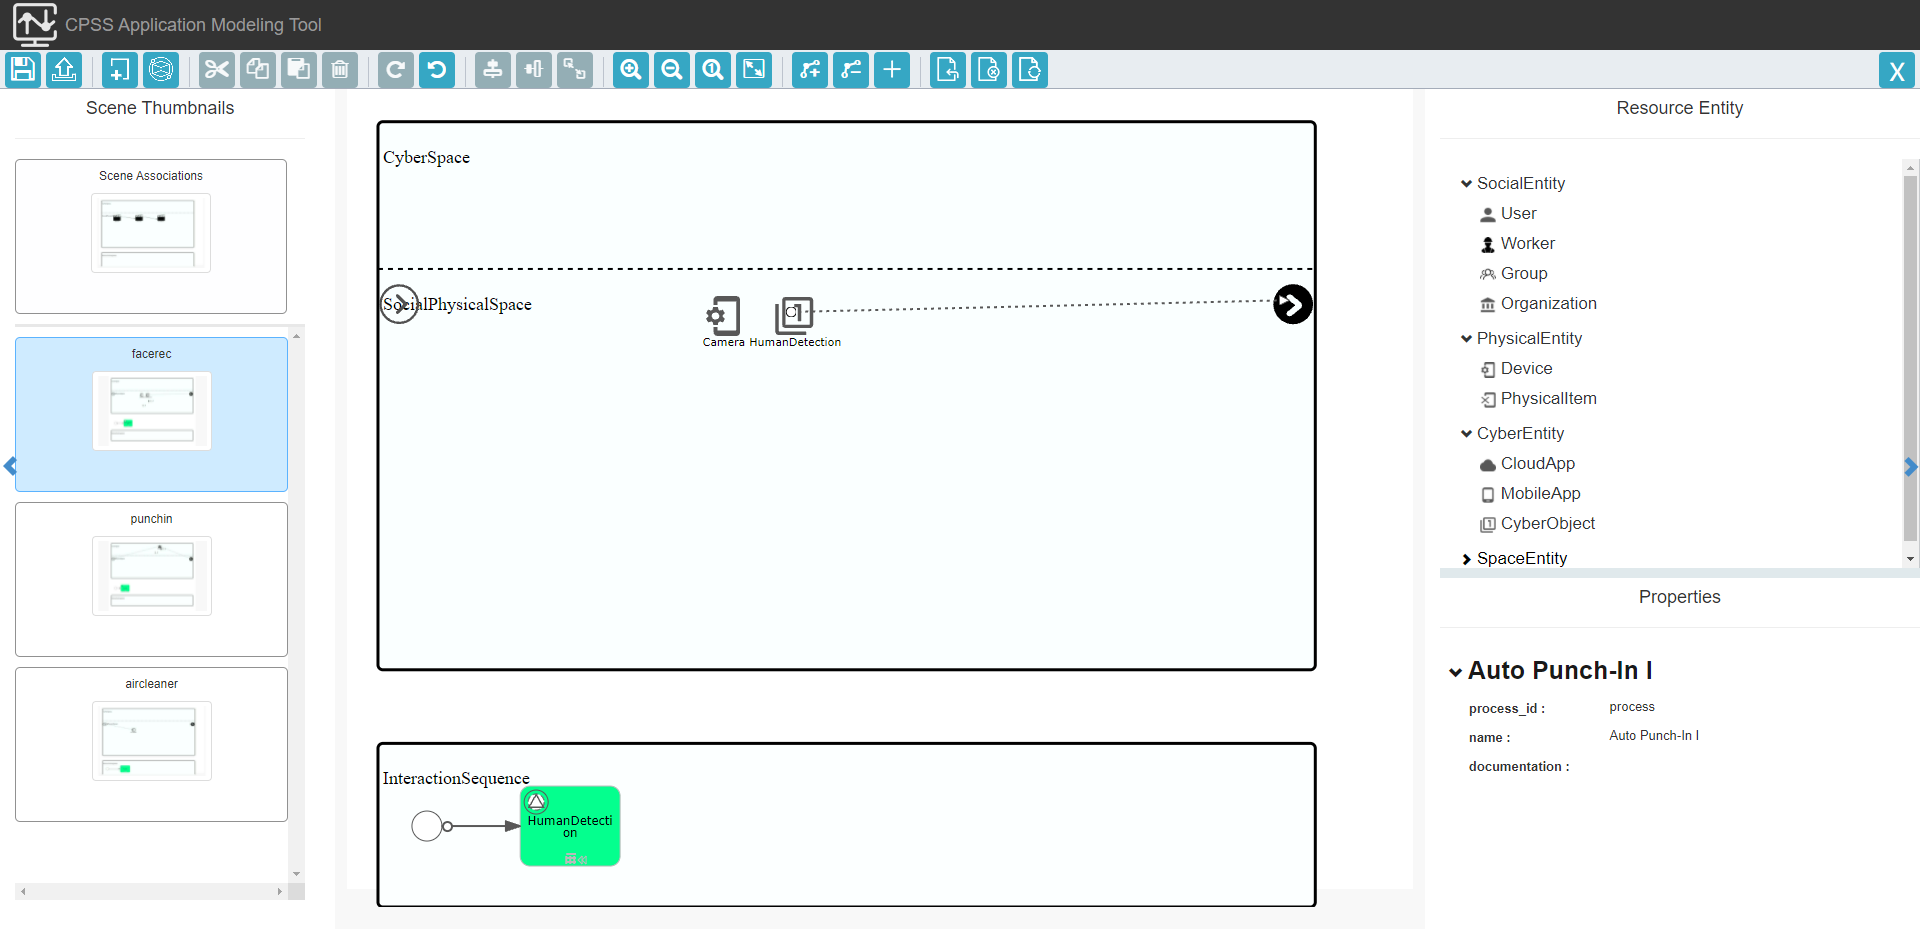 CPSS Application Modeling Tool
X
Scene Thumbnails
Scene Associations
facerec
punchin
aircleaner
CyberSpace
SocialPhysicalSpace
Camera
HumanDetection
InteractionSequence
HumanDetecti
on
Resource Entity
SocialEntity
User
Worker
Group
Organization
PhysicalEntity
Device
PhysicalItem
CyberEntity
CloudApp
MobileApp
CyberObject
SpaceEntity
Properties
Auto Punch-In I
process_id : process
name : Auto Punch-In I
documentation :